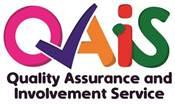 QAiS
Quality Assurance and
Involvement Service